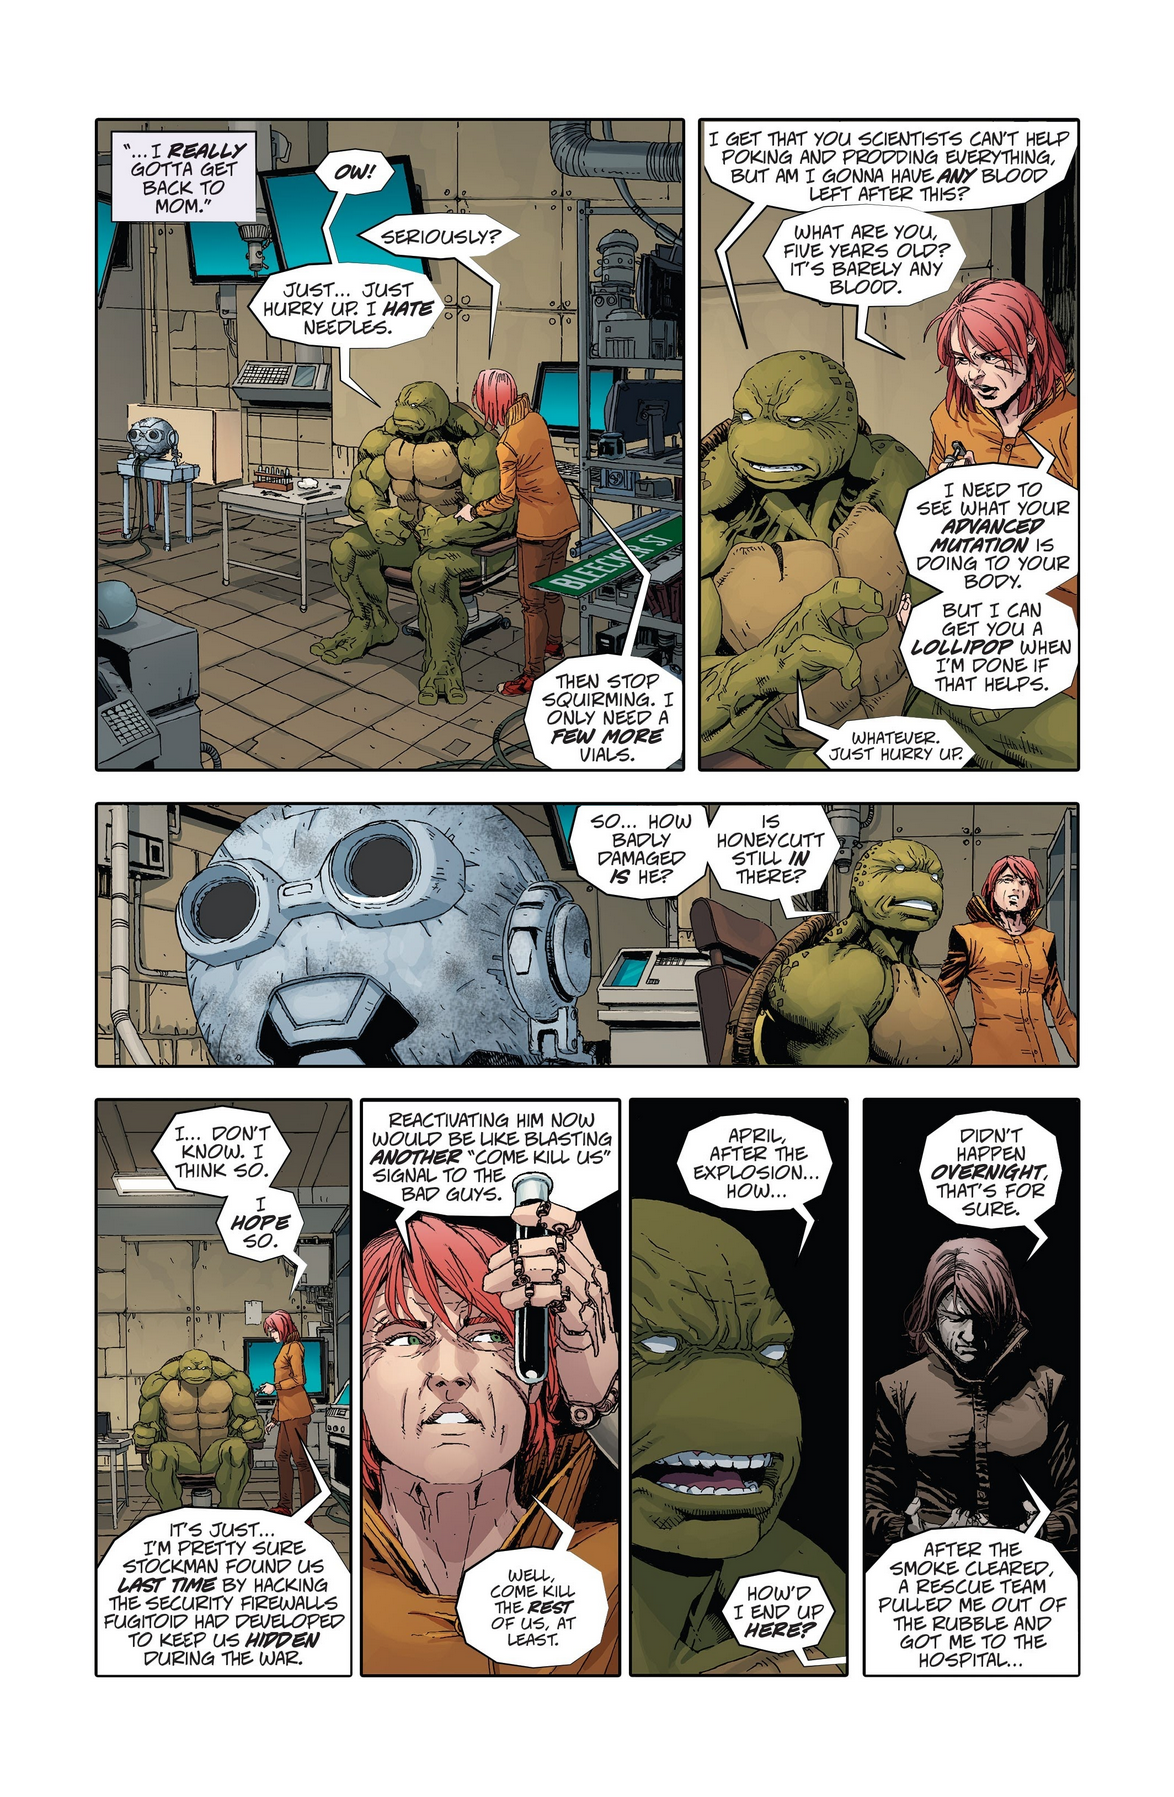 "...I REALLY
GOTTA GET
BACK TO
MOM."
OW!
SERIOUSLY?
JUST... JUST
HURRY UP. I HATE
NEEDLES.
BLEECKER ST
THEN STOP
SQUIRMING. I
ONLY NEED A
FEW MORE
VIALS.
I GET THAT YOU SCIENTISTS CAN'T HELP
POKING AND PRODDING EVERYTHING,
BUT AM I GONNA HAVE ANY BLOOD
LEFT AFTER THIS?
WHAT ARE YOU,
FIVE YEARS OLD?
IT'S BARELY ANY
BLOOD.
I NEED TO
SEE WHAT YOUR
ADVANCED
MUTATION IS
DOING TO YOUR
BODY.
BUT I CAN
GET YOU A
LOLLIPOP WHEN
I'M DONE IF
THAT HELPS.
WHATEVER.
JUST HURRY UP.
SO... HOW
BADLY
DAMAGED
IS HE?
IS
HONEYCUTT
STILL IN
THERE?
I... DON'T
KNOW. I
THINK SO.
I
HOPE
SO.
IT'S JUST...
I'M PRETTY SURE
STOCKMAN FOUND US
LAST TIME BY HACKING
THE SECURITY FIREWALLS
FUGITOID HAD DEVELOPED
TO KEEP US HIDDEN
DURING THE WAR.
REACTIVATING HIM NOW
WOULD BE LIKE BLASTING
ANOTHER "COME KILL US"
SIGNAL TO THE
BAD GUYS.
WELL,
COME KILL
THE REST
OF US, AT
LEAST.
APRIL,
AFTER THE
EXPLOSION...
HOW...
HOW'D
I END UP
HERE?
DIDN'T
HAPPEN
OVERNIGHT,
THAT'S FOR
SURE.
AFTER THE
SMOKE CLEARED,
A RESCUE TEAM
PULLED ME OUT OF
THE RUBBLE AND
GOT ME TO THE
HOSPITAL...